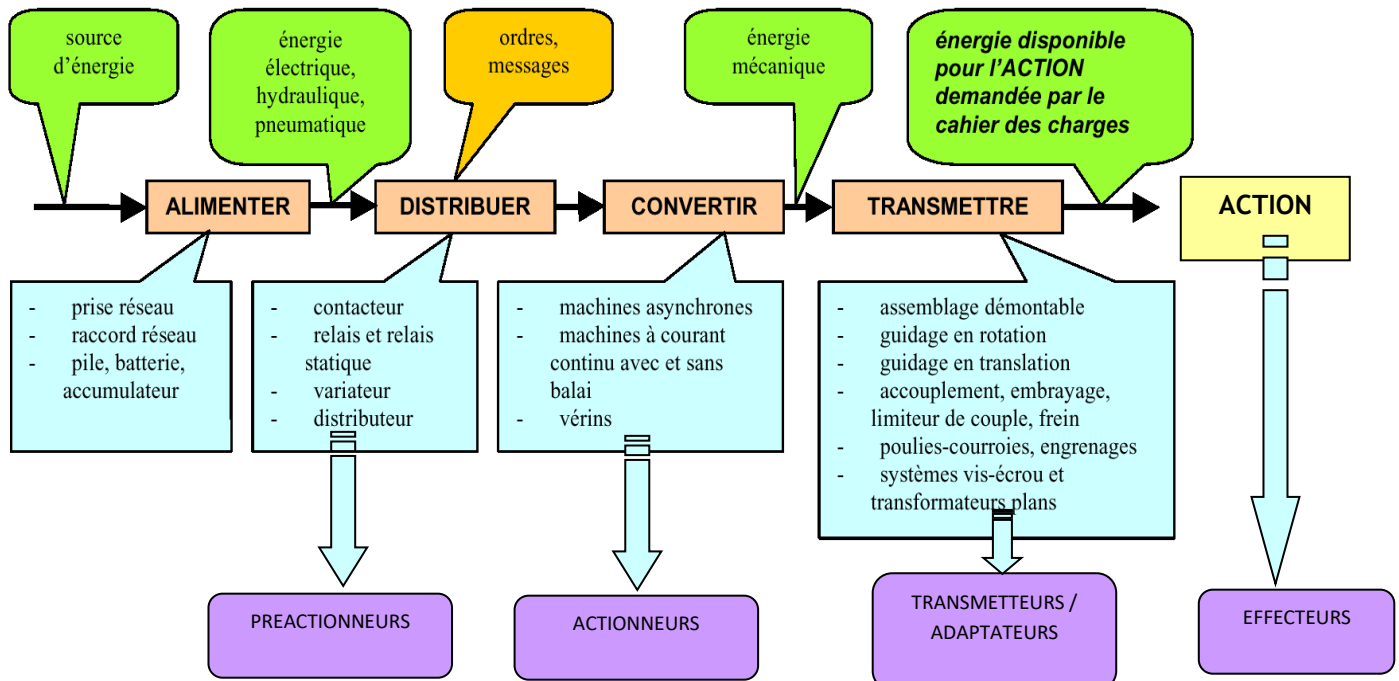 source
d’énergie
énergie
électrique,
hydraulique,
pneumatique
ordres,
messages
énergie
mécanique
énergie disponible
pour l’ACTION
demandée par le
cahier des charges
ALIMENTER
DISTRIBUER
CONVERTIR
TRANSMETTRE
ACTION
- prise réseau
- raccord réseau
- pile, batterie,
accumulateur
- contacteur
- relais et relais
statique
- variateur
- distributeur
- machines asynchrones
- machines à courant
continu avec et sans
balai
- vérins
- assemblage démontable
- guidage en rotation
- guidage en translation
- accouplement, embrayage,
limiteur de couple, frein
- poulies-courroies, engrenages
- systèmes vis-écrou et
transformateurs plans
PREACTIONNEURS
ACTIONNEURS
TRANSMETTEURS /
ADAPTATEURS
EFFECTEURS